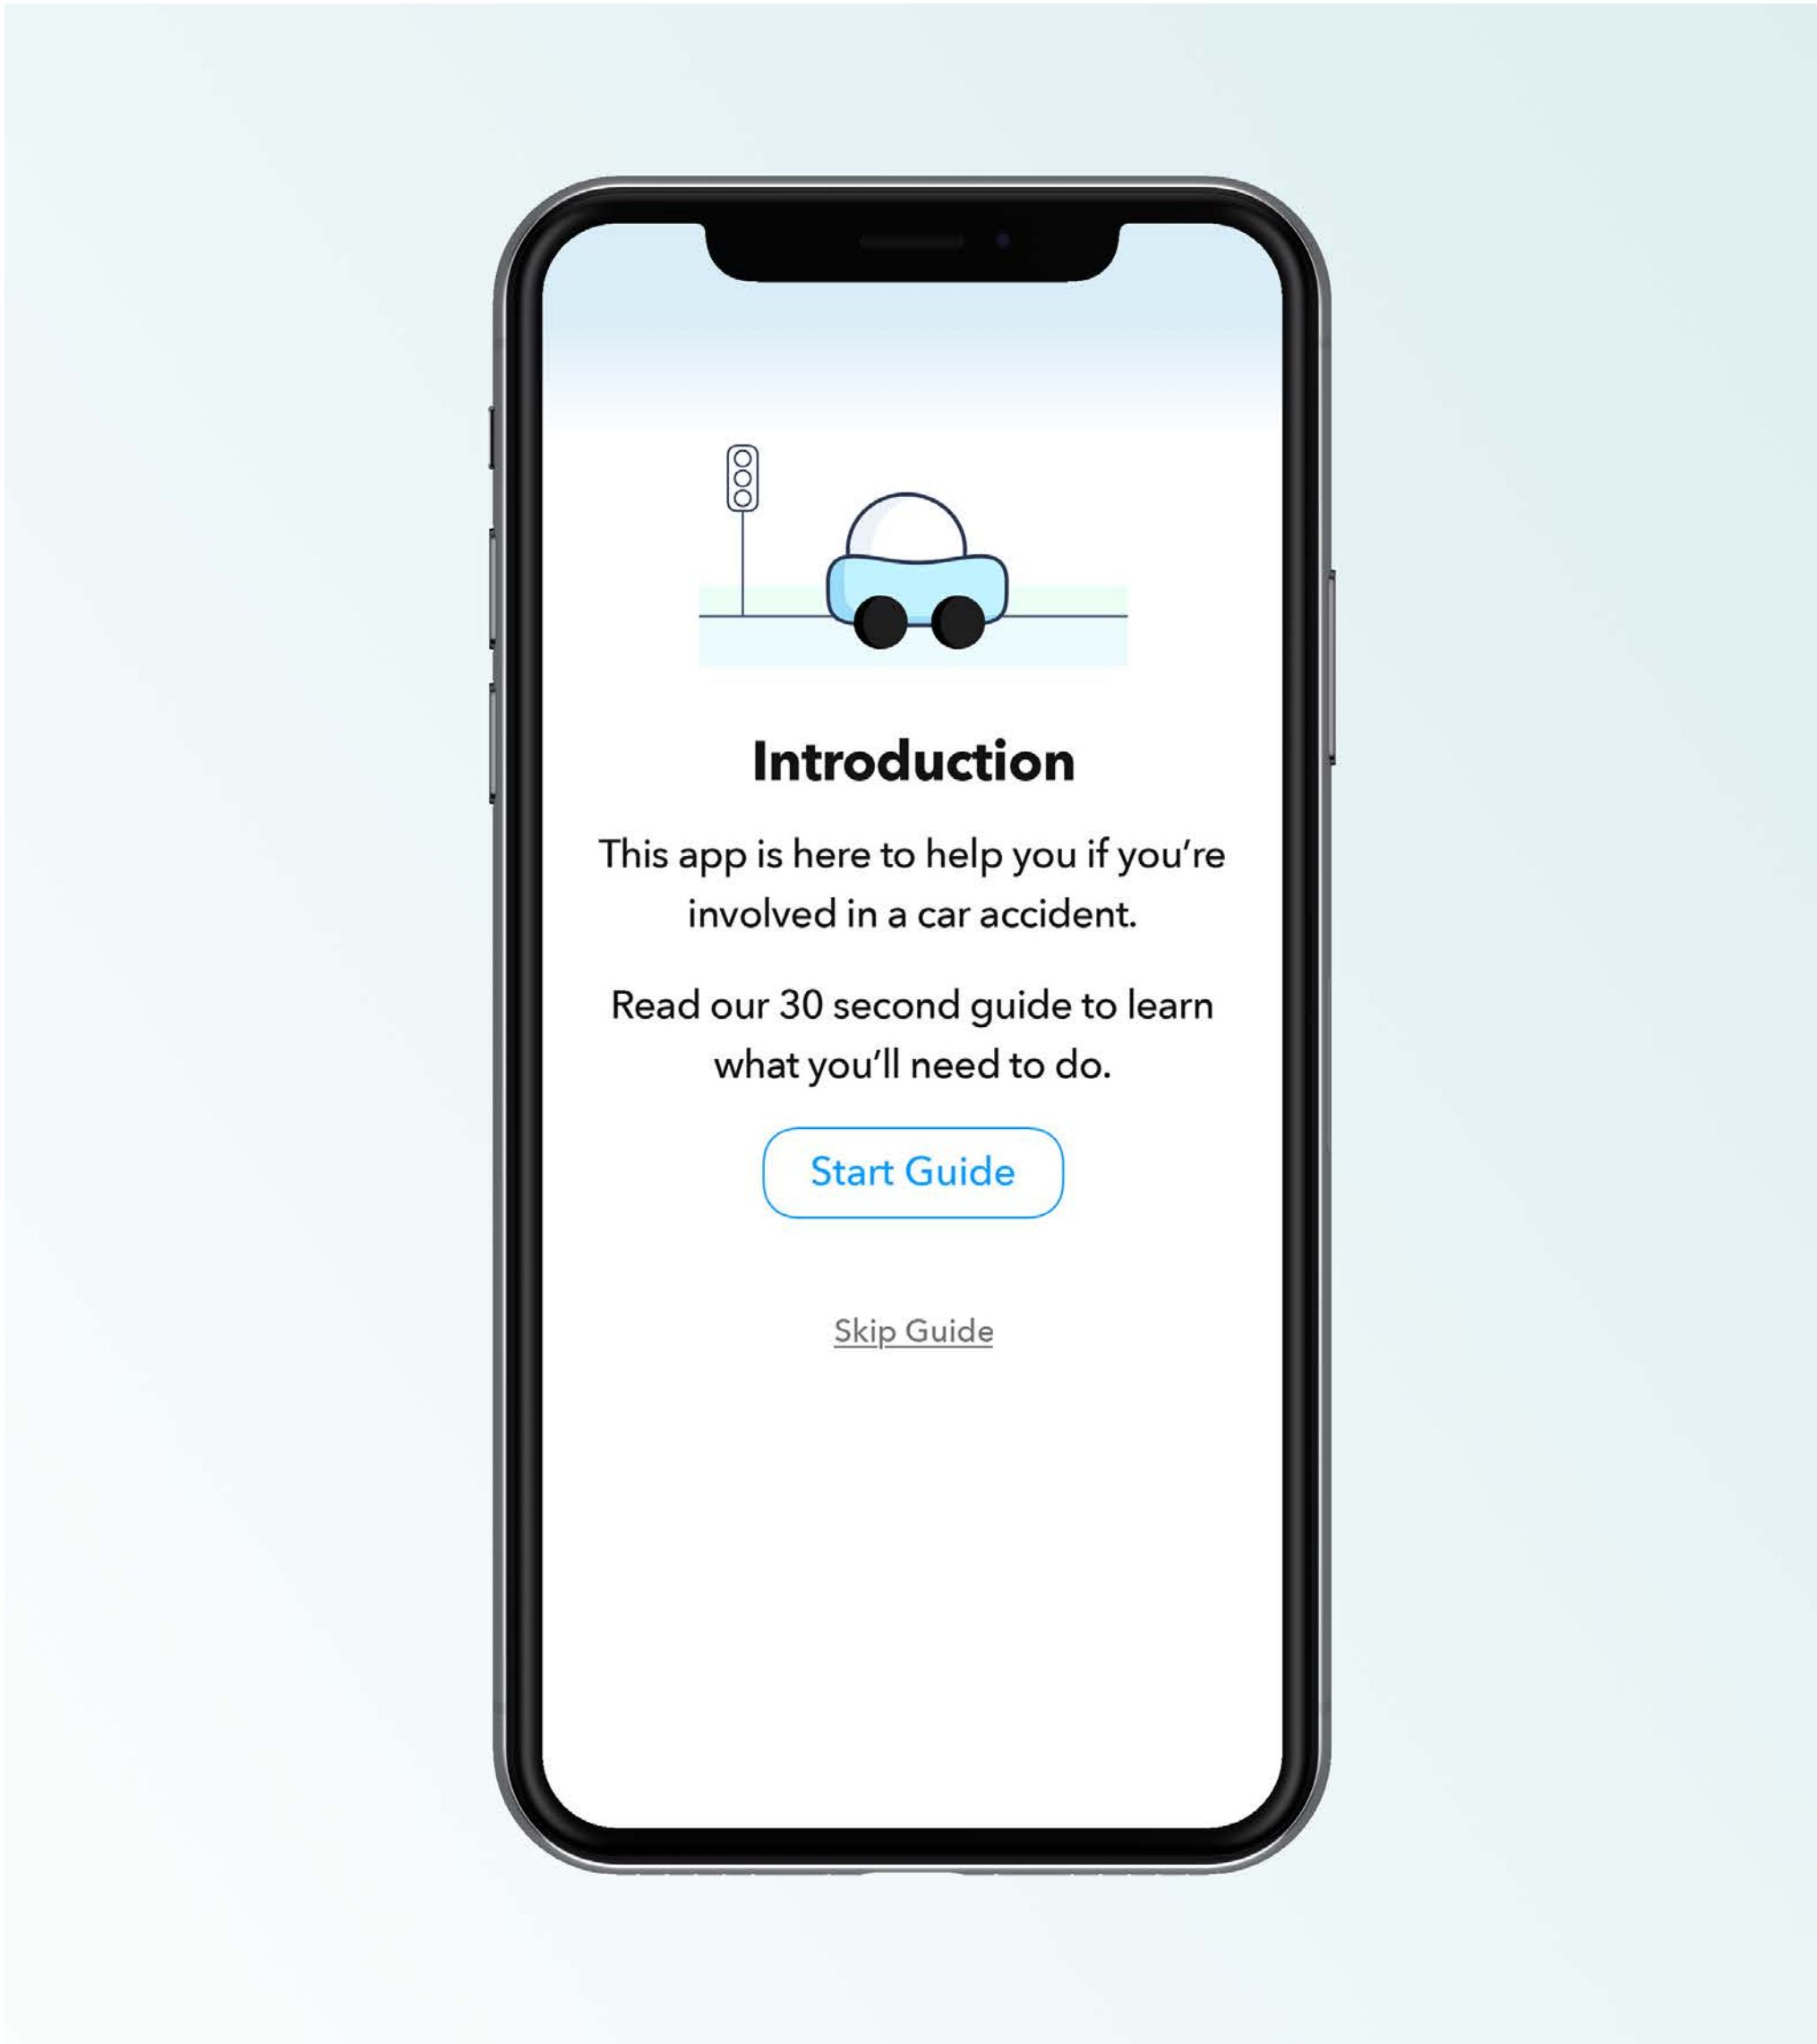 Introduction
This app is here to help you if you’re
involved in a car accident.
Read our 30 second guide to learn
what you’ll need to do.
Start Guide
Skip Guide